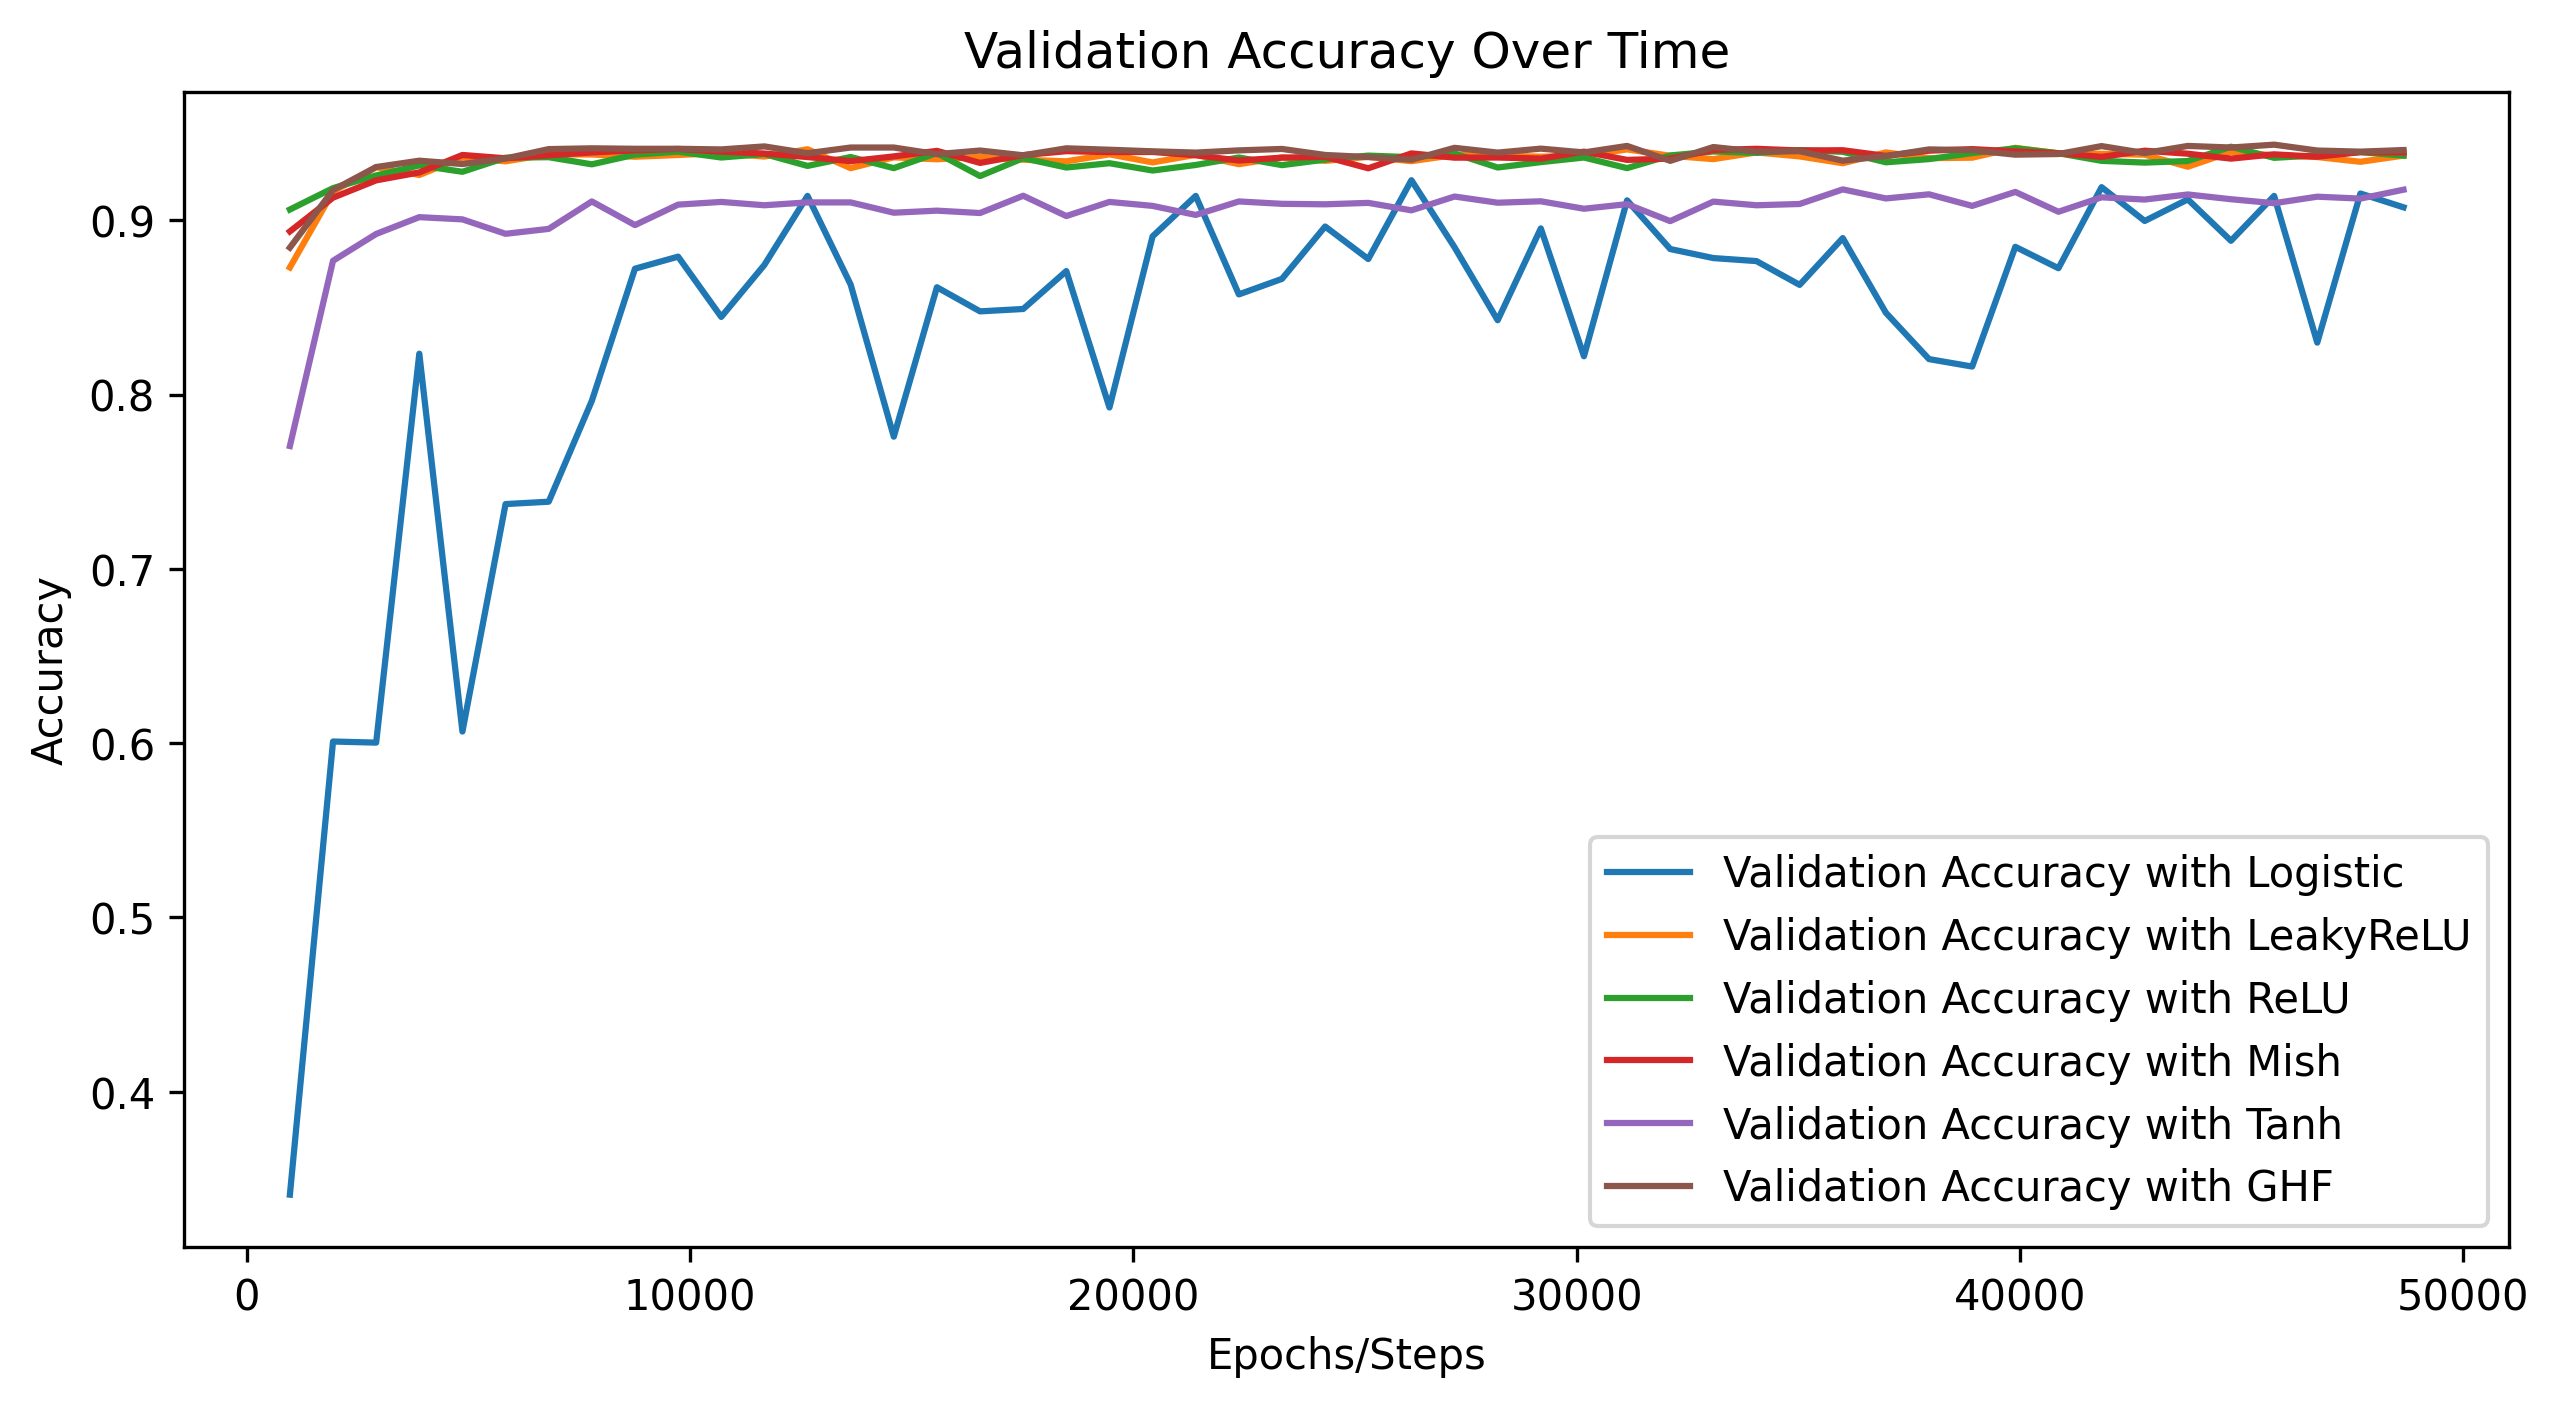 Validation Accuracy Over Time
Accuracy
0.9
0.8
0.7
0.6
0.5
0.4
Validation Accuracy with Logistic
Validation Accuracy with LeakyReLU
Validation Accuracy with ReLU
Validation Accuracy with Mish
Validation Accuracy with Tanh
Validation Accuracy with GHF
0 10000 20000 30000 40000 50000
Epochs/Steps